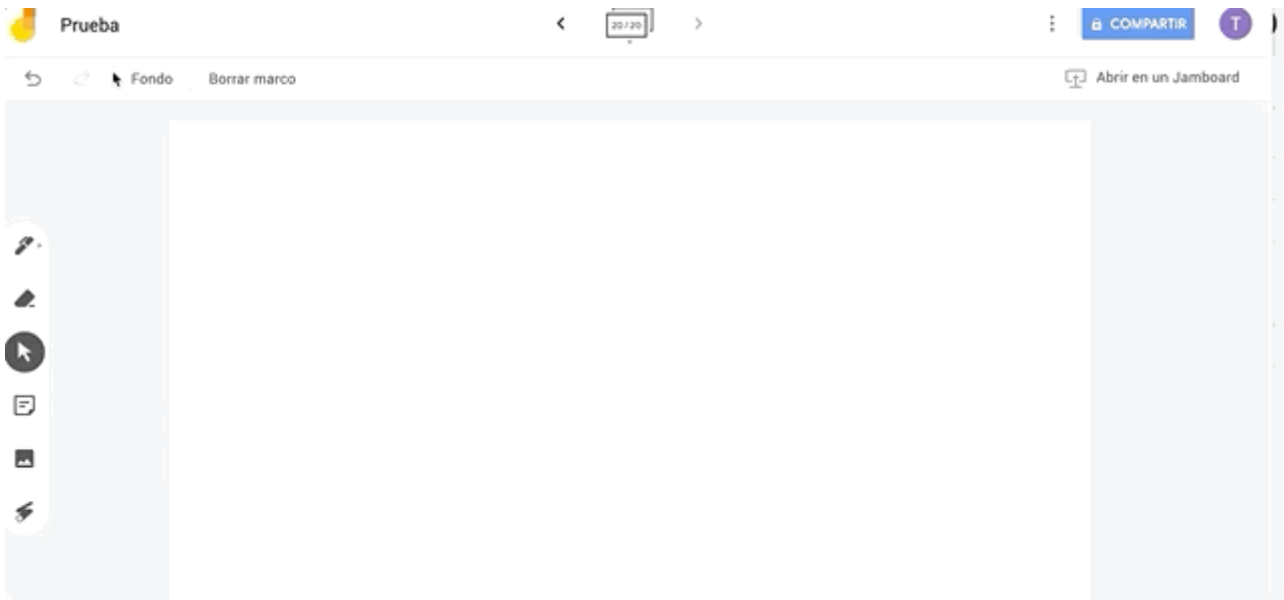 Prueba
20/20
COMPARTIR
T
Fondo
Borrar marco
Abrir en un Jamboard